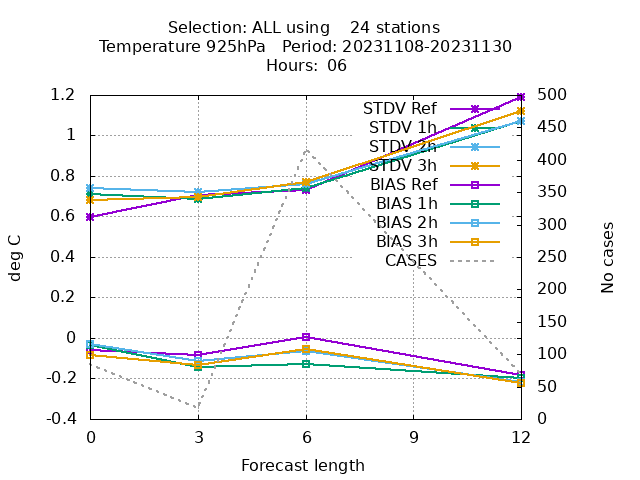 Selection: ALL using    24 stations
Temperature 925hPa   Period: 20231108-20231130
Hours: 06
STDV Ref
STDV 1h
STDV 2h
STDV 3h
BIAS Ref
BIAS 1h
BIAS 2h
BIAS 3h
CASES
1.2
1
0.8
0.6
0.4
0.2
0
-0.2
-0.4
deg C
500
450
400
350
300
250
200
150
100
50
0
No cases
0
3
6
9
12
Forecast length